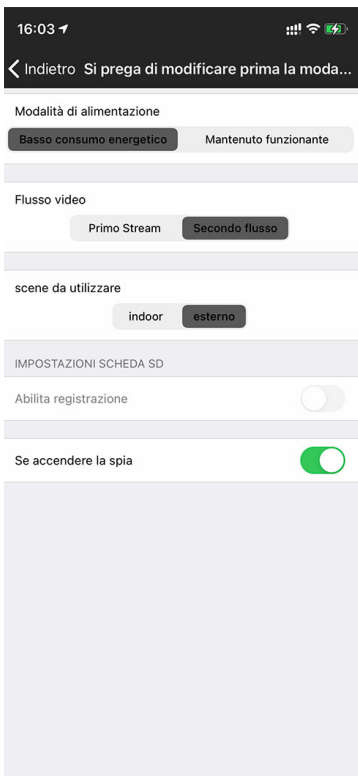 16:03
Indietro Si prega di modificare prima la moda...
Modalità di alimentazione
Basso consumo energetico Mantenuto funzionante
Flusso video
Primo Stream Secondo flusso
scene da utilizzare
indoor esterno
IMPOSTAZIONI SCHEDA SD
Abilita registrazione
Se accendere la spia